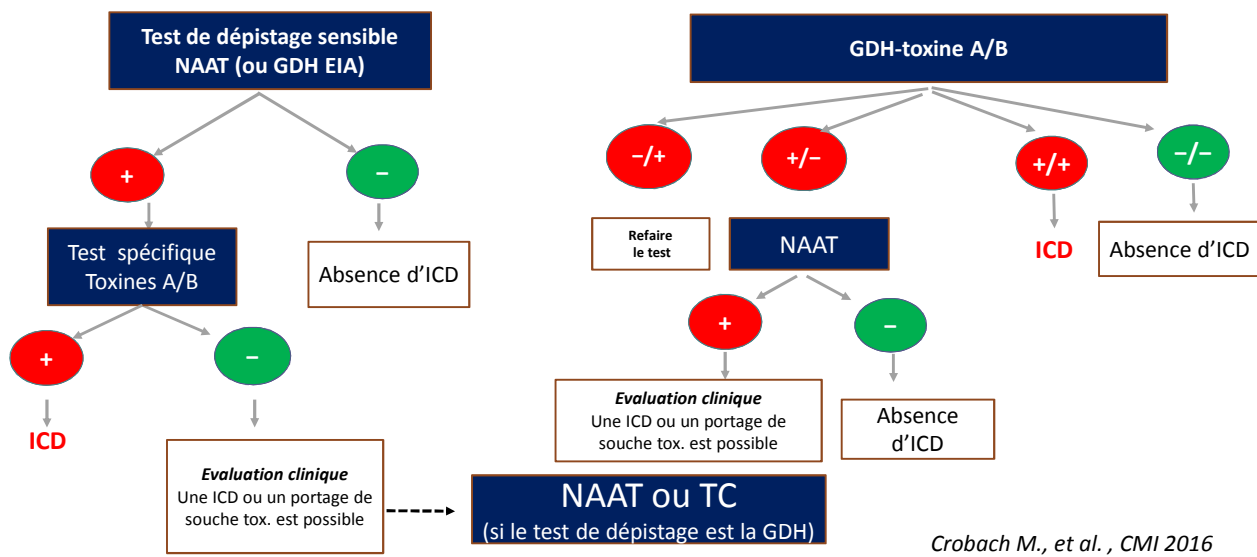 Test de dépistage sensible
NAAT (ou GDH EIA)
+
−
Test spécifique
Toxines A/B
Absence d'ICD
+
−
ICD
Evaluation clinique
Une ICD ou un portage de
souche tox. est possible
GDH-toxine A/B
−/+
+/−
+/+
−/−
Refaire
le test
NAAT
ICD
Absence d'ICD
+
−
Evaluation clinique
Une ICD ou un portage de
souche tox. est possible
Absence
d'ICD
NAAT ou TC
(si le test de dépistage est la GDH)
Crobach M., et al. , CMI 2016